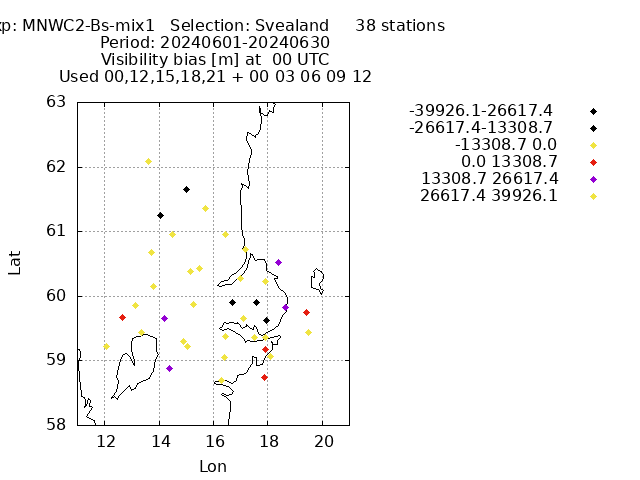 xp: MNWC2-Bs-mix1 Selection: Svealand 38 stations
Period: 20240601-20240630
Visibility bias [m] at 00 UTC
Used 00,12,15,18,21 + 00 03 06 09 12
-39926.1-26617.4
-26617.4-13308.7
-13308.7 0.0
0.0 13308.7
13308.7 26617.4
26617.4 39926.1
63
62
61
60
59
58
Lat
12 14 16 18 20
Lon